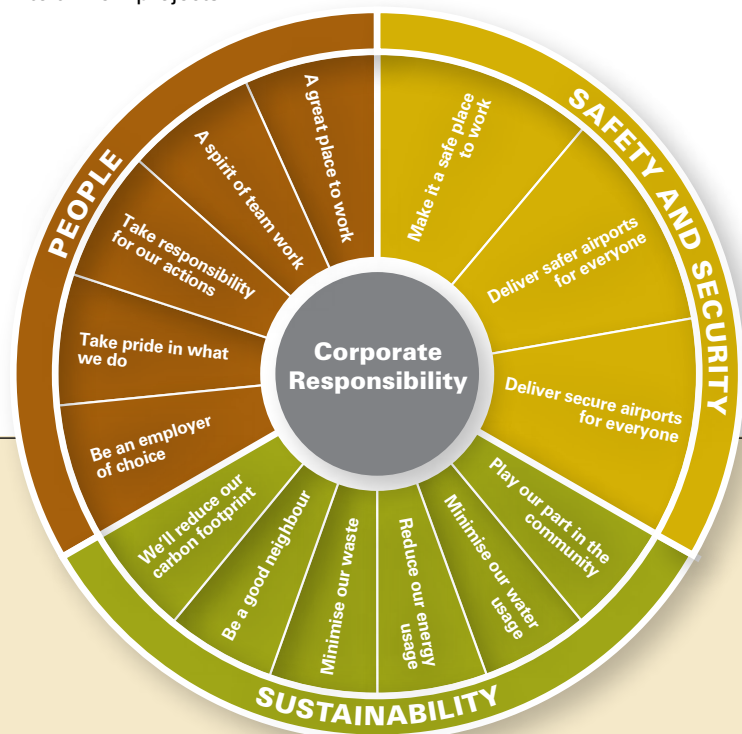 PEOPLE
A great place to work
A spirit of team work
Take responsibility
for our actions
Take pride in what
we do
Be an employer
of choice
SAFETY AND SECURITY
Make it a safe place
to work
Deliver safer airports
for everyone
Deliver secure airports
for everyone
Corporate
Responsibility
We'll reduce our
carbon footprint
Be a good neighbour
Minimise our waste
Reduce our energy
usage
Minimise our water
usage
Play our part in the
community
SUSTAINABILITY